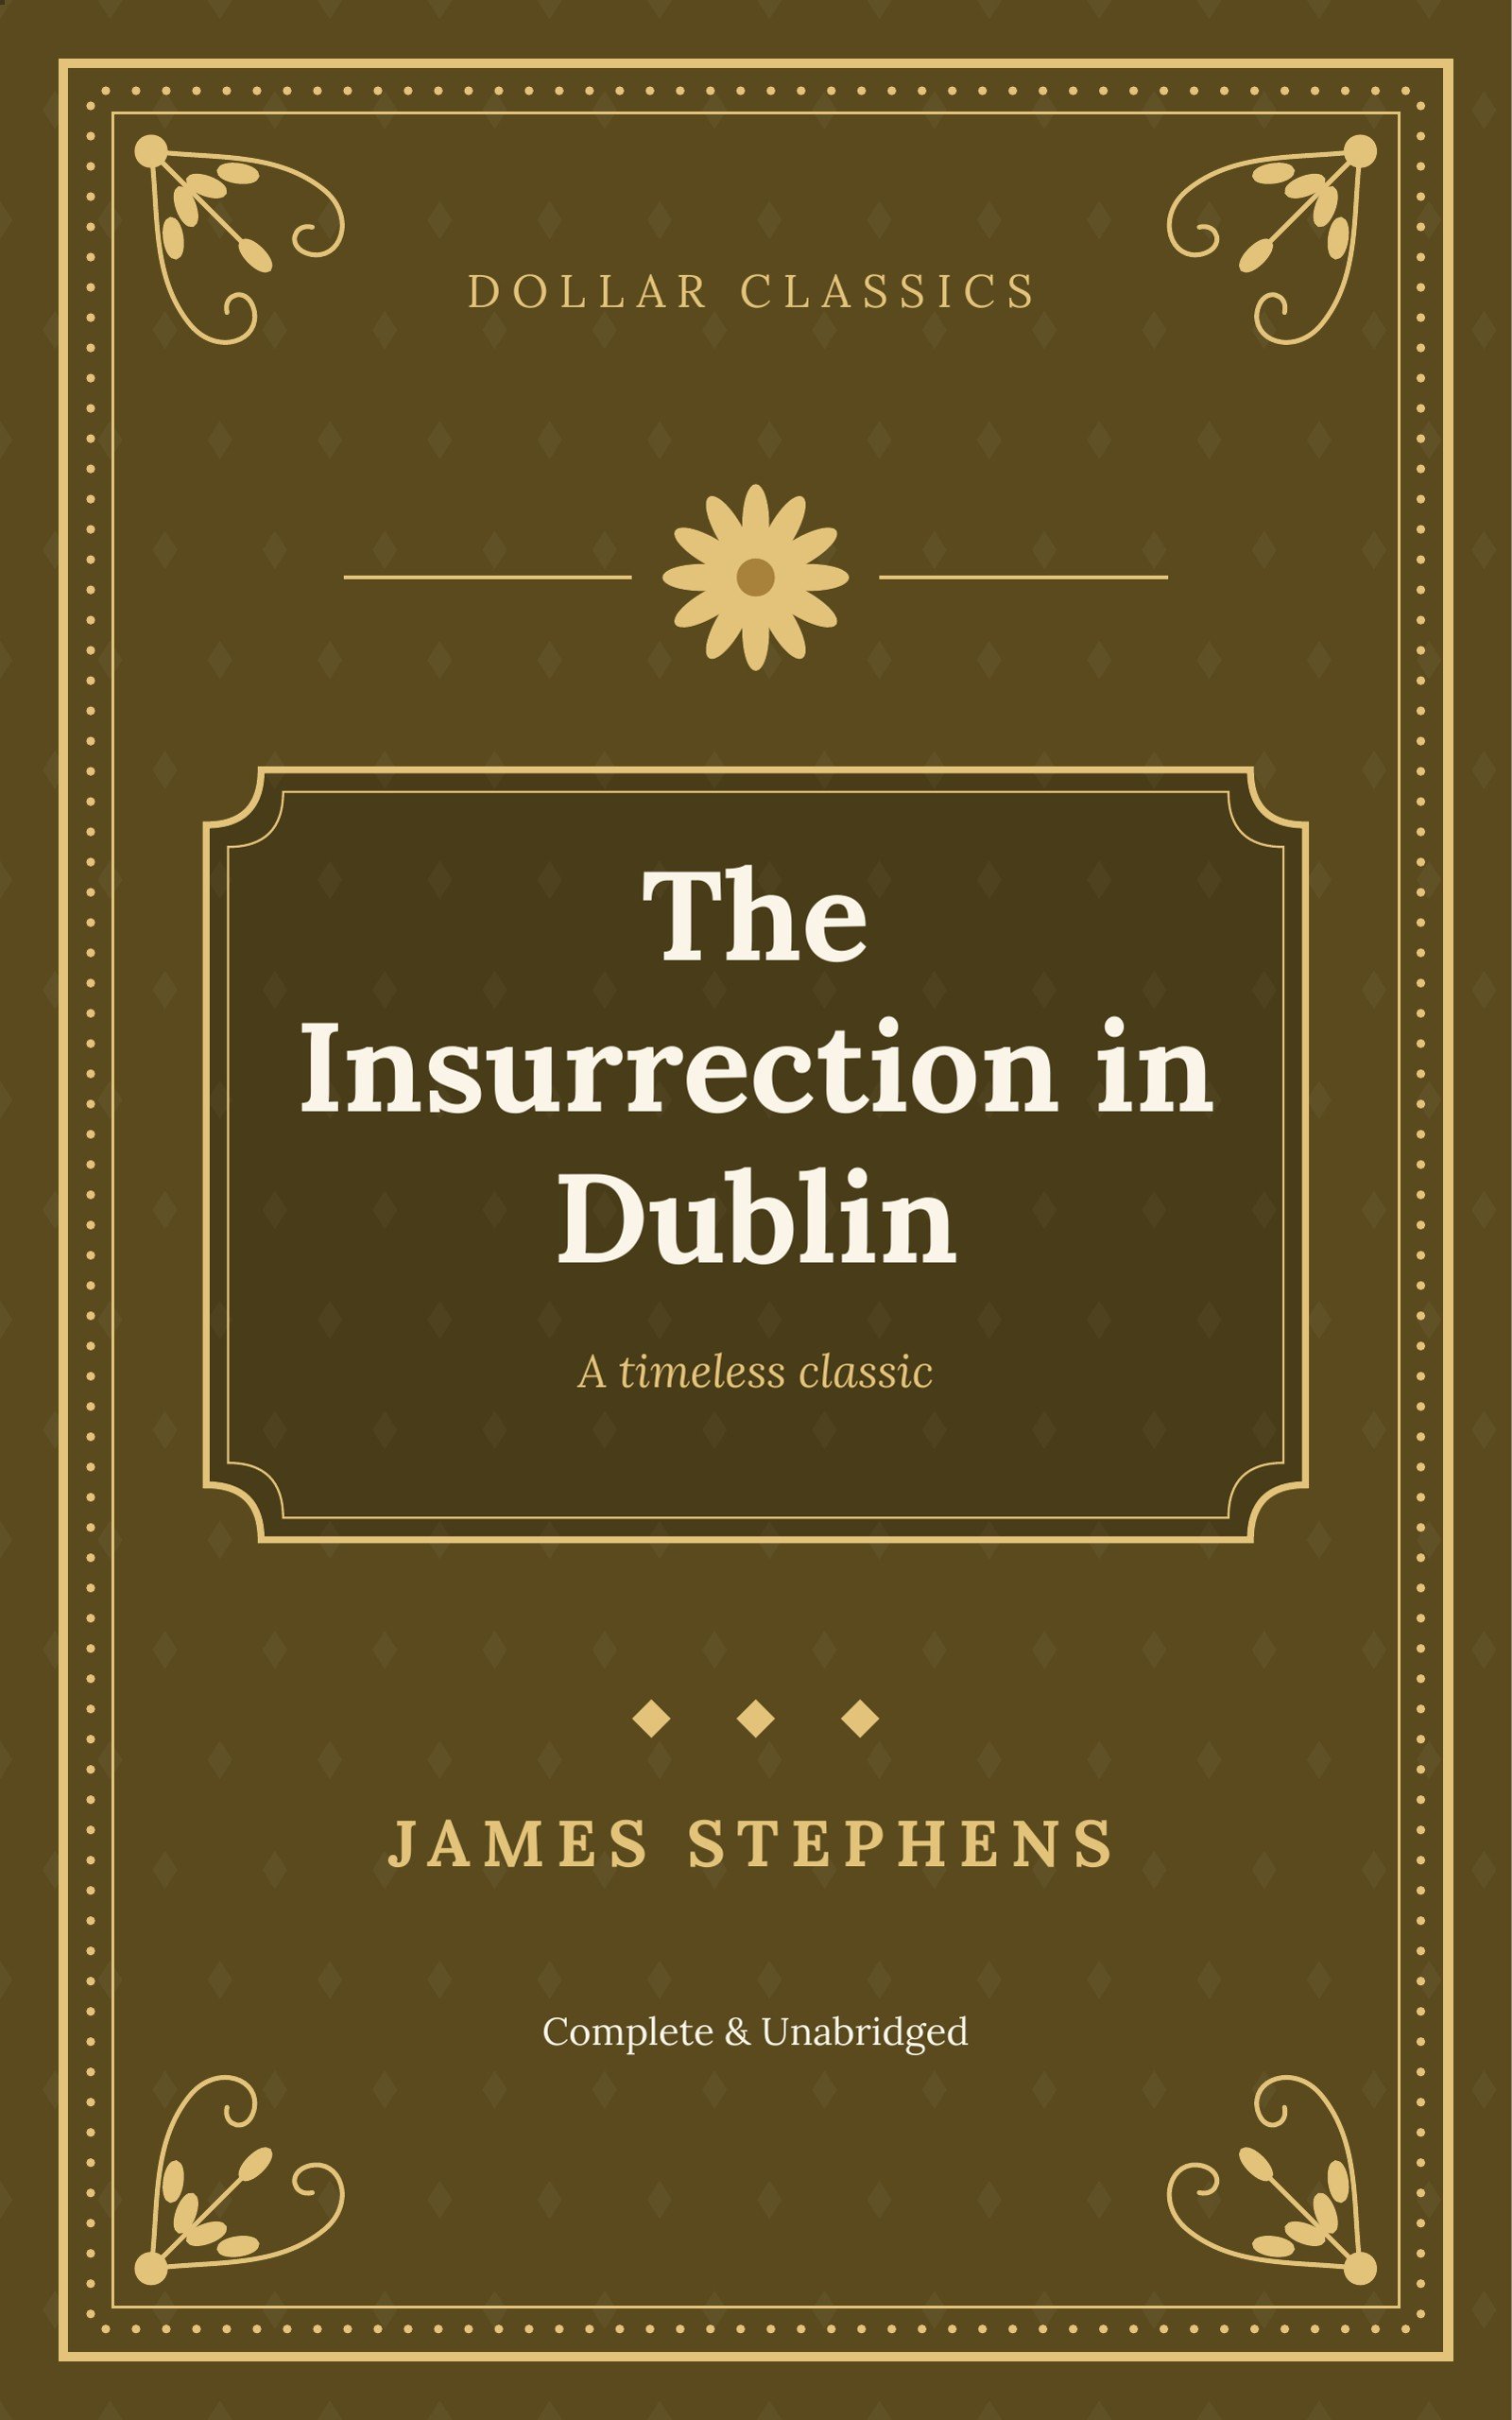 DOLLAR CLASSICS
The
Insurrection in
Dublin
A timeless classic
JAMES STEPHENS
Complete & Unabridged